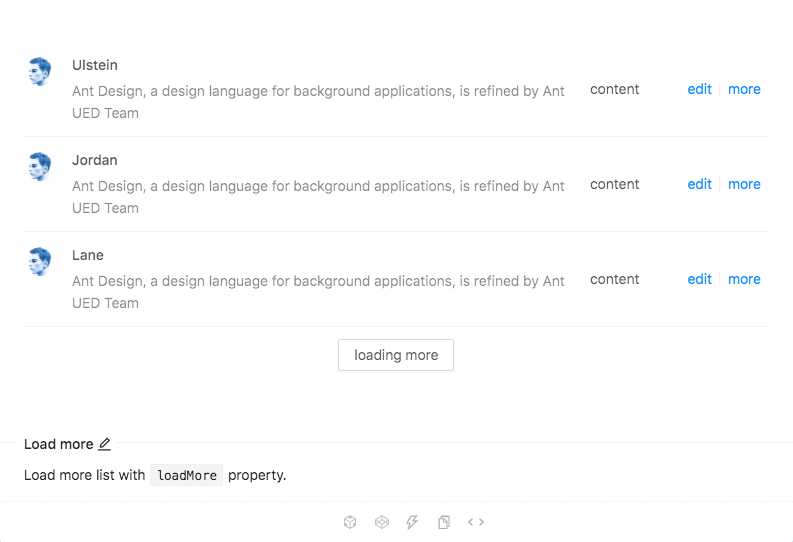 Ulstein
Ant Design, a design language for background applications, is refined by Ant
UED Team
content
edit
more
Jordan
Ant Design, a design language for background applications, is refined by Ant
UED Team
content
edit
more
Lane
Ant Design, a design language for background applications, is refined by Ant
UED Team
content
edit
more
loading more
Load more
Load more list with loadMore property.